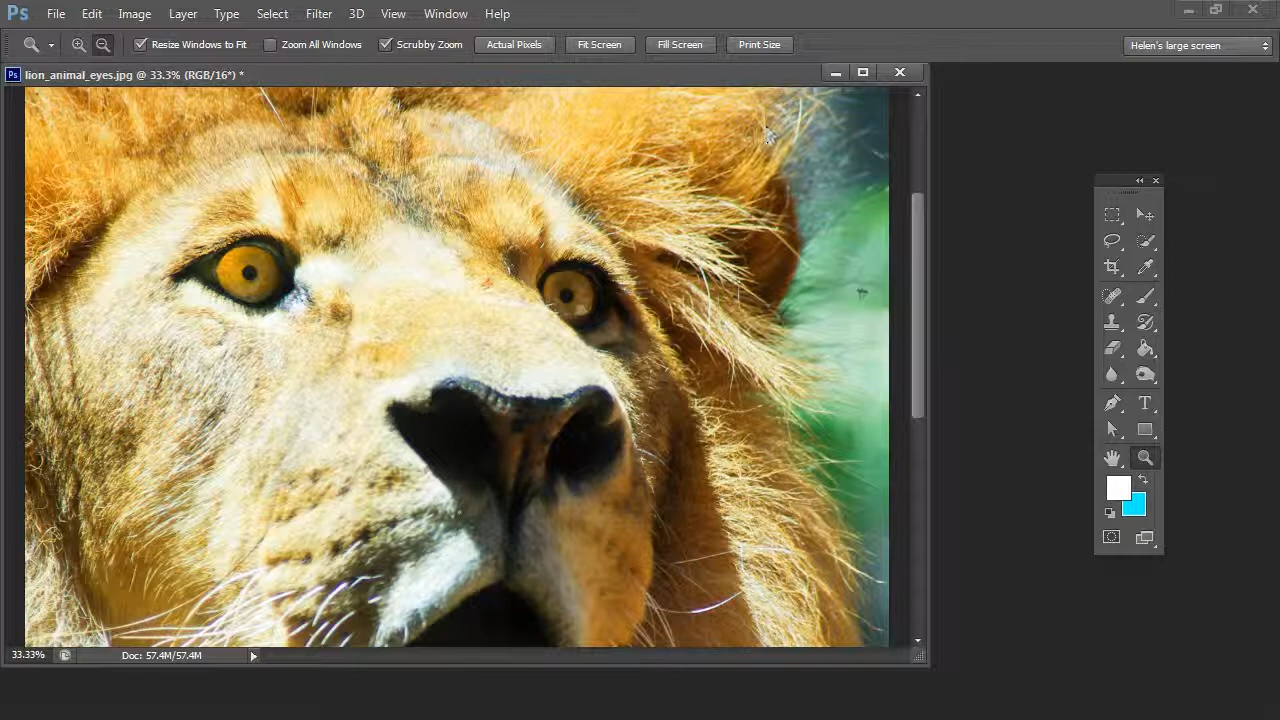 Ps File Edit Image Layer Type Select Filter 3D View Window Help
Resize Windows to Fit Zoom All Windows Scrubby Zoom Actual Pixels Fit Screen Fill Screen Print Size Helen's large screen
Ps lion_animal_eyes.jpg @ 33.3% (RGB/16*) *
T
33.33% Doc: 57.4M/57.4M